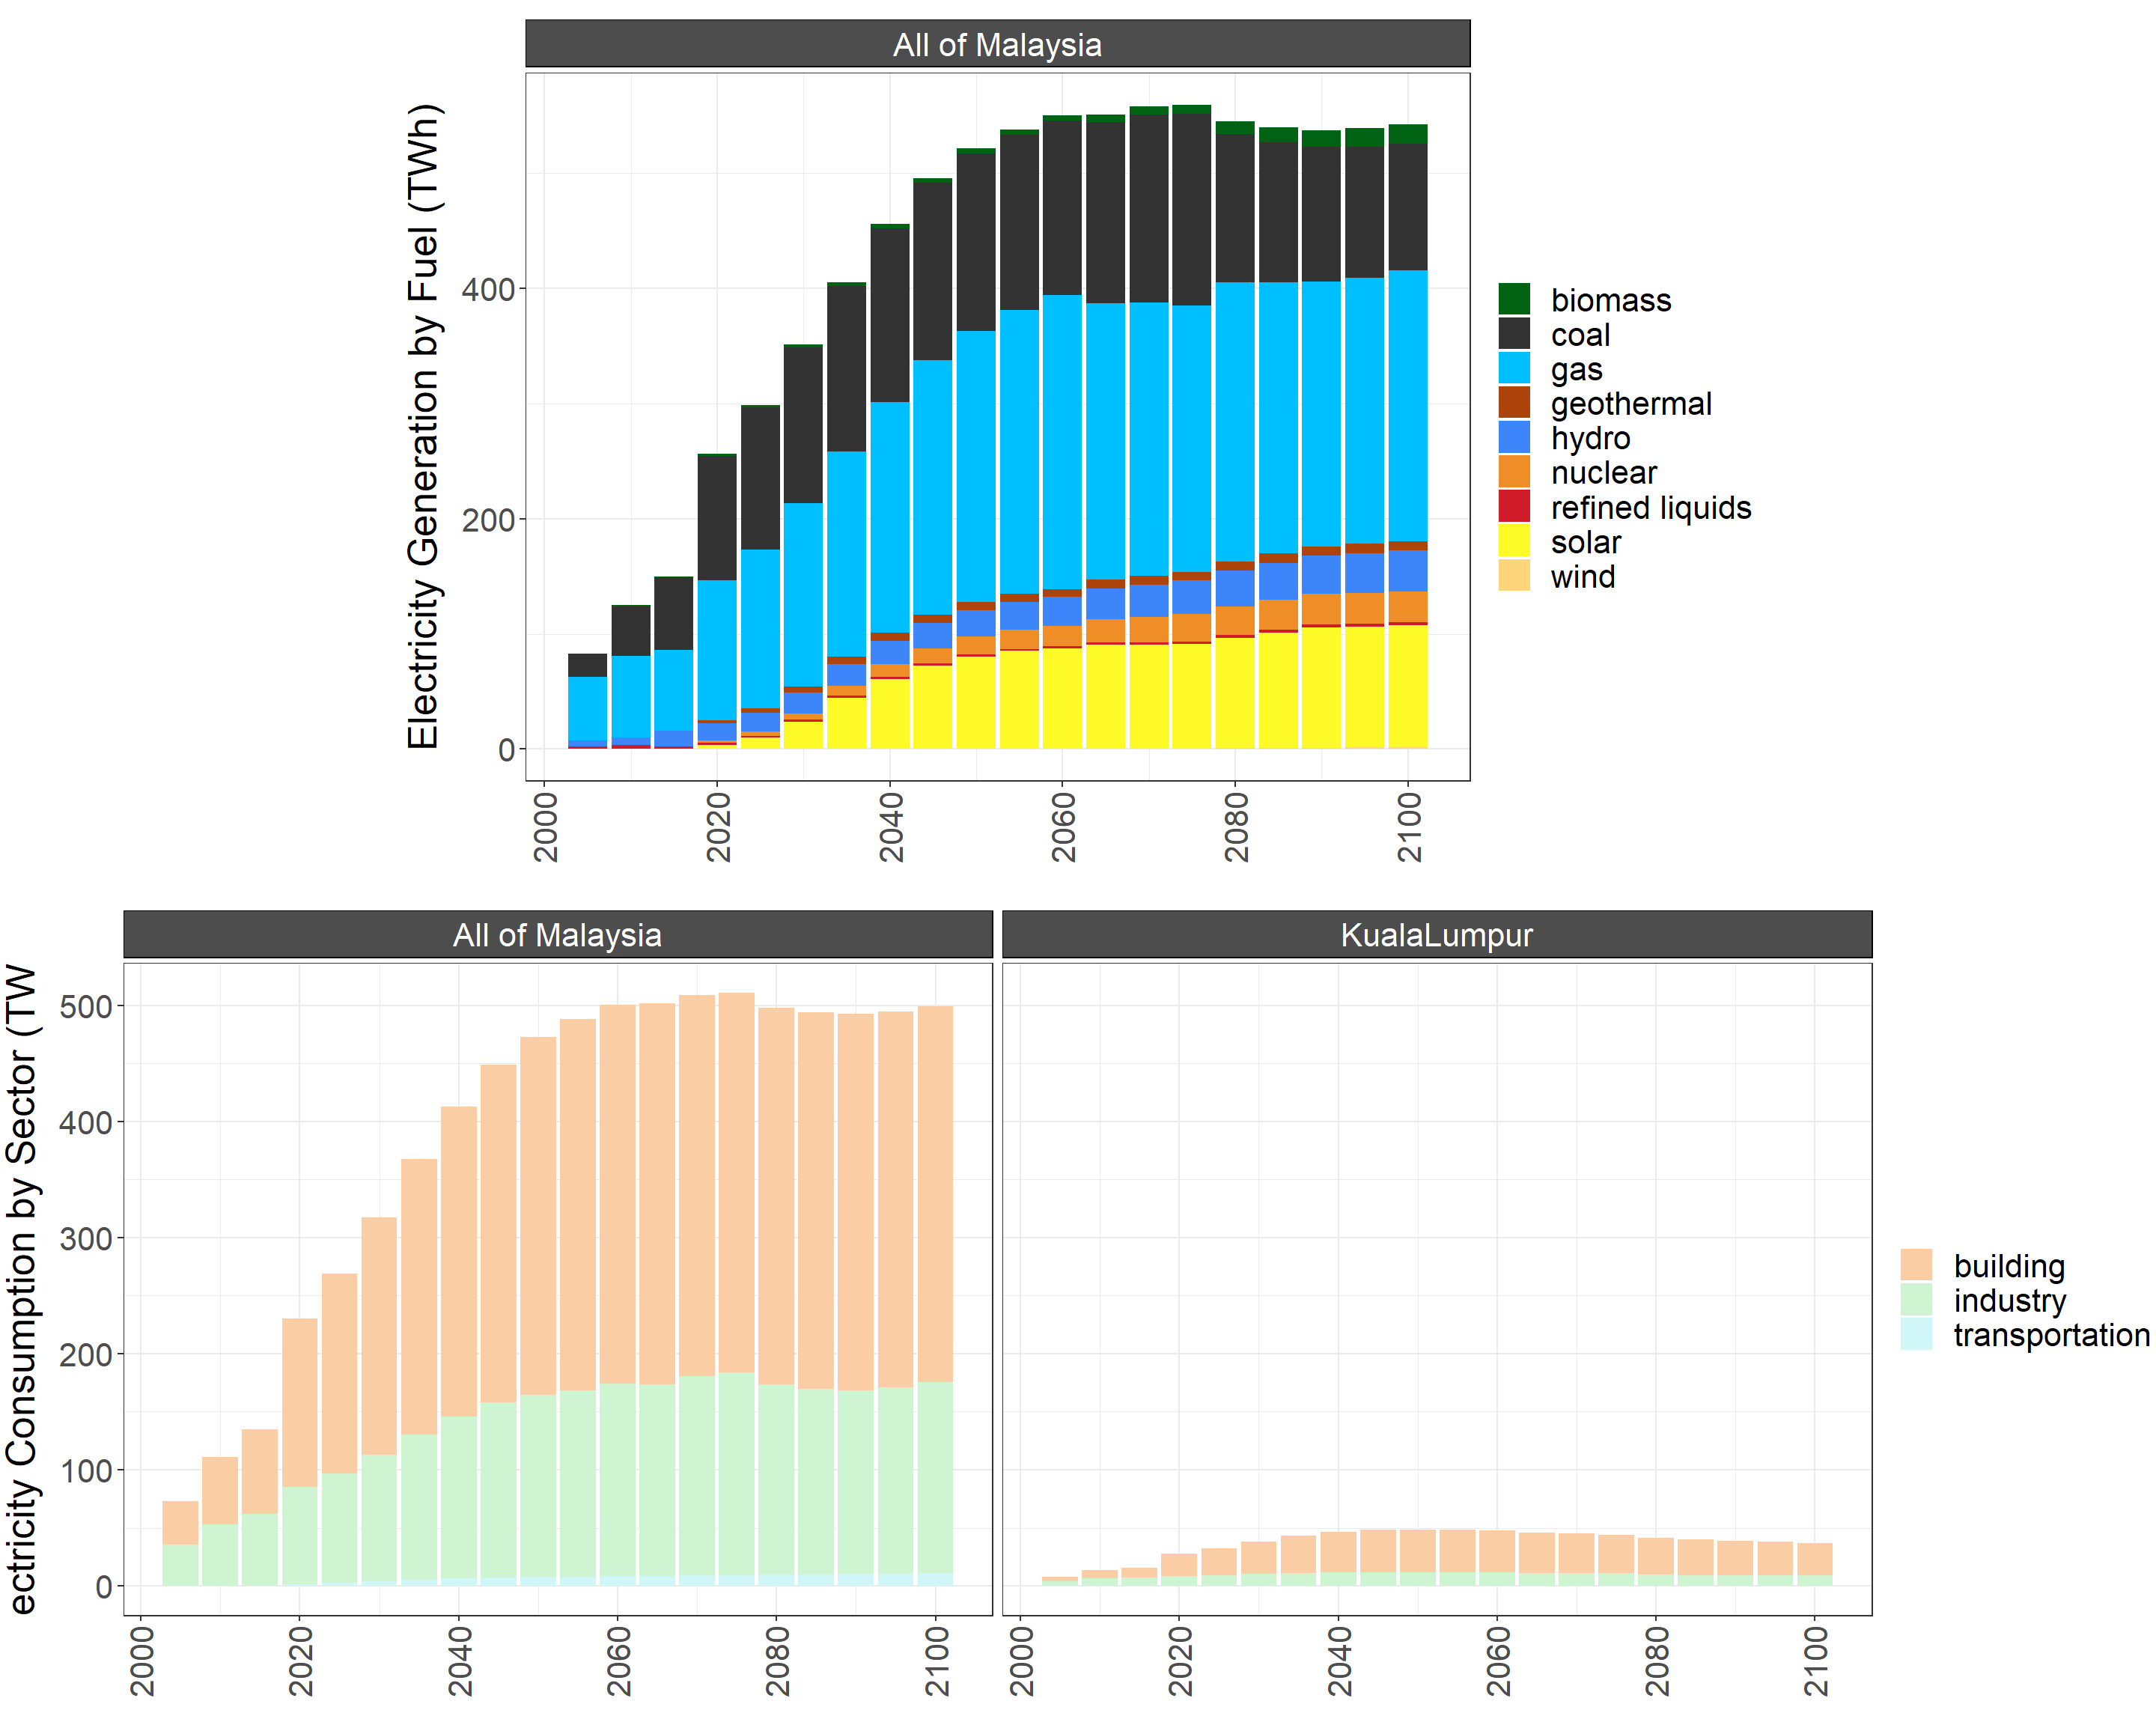 All of Malaysia
Electricity Generation by Fuel (TWh)
400
200
0
2000
2020
2040
2060
2080
2100
biomass
coal
gas
geothermal
hydro
nuclear
refined liquids
solar
wind
All of Malaysia
KualaLumpur
ectricity Consumption by Sector (TW
500
400
300
200
100
0
2000
2020
2040
2060
2080
2100
2000
2020
2040
2060
2080
2100
building
industry
transportation